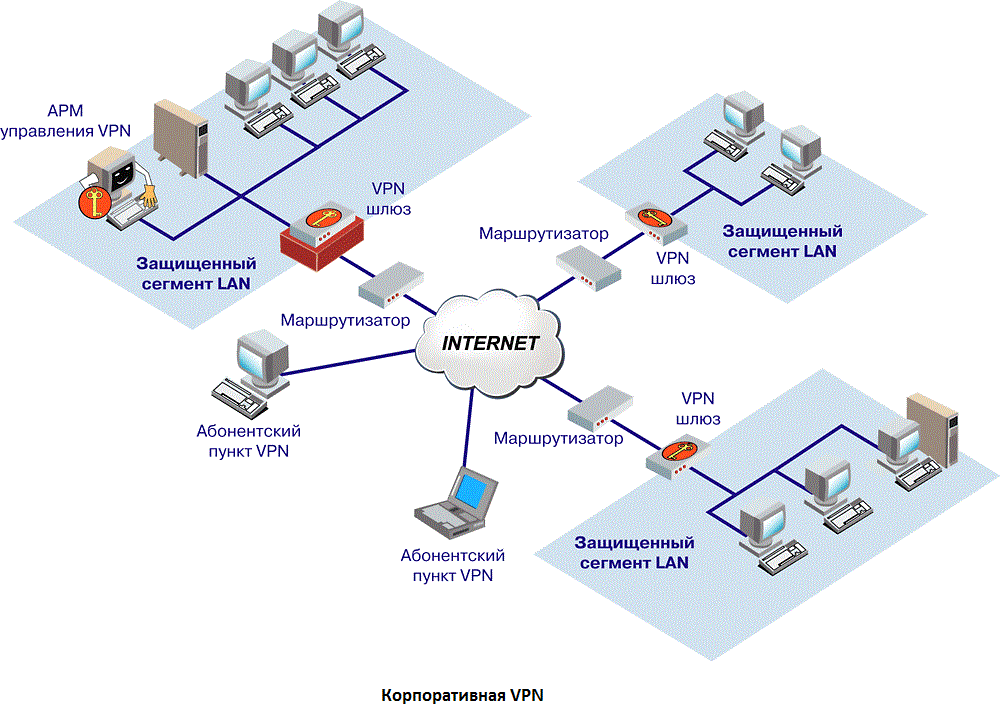 АРМ
управления VPN
VPN
шлюз
Защищенный
сегмент LAN
Маршрутизатор
Маршрутизатор
VPN
шлюз
Защищенный
сегмент LAN
INTERNET
Абонентский
пункт VPN
Маршрутизатор
VPN
шлюз
Абонентский
пункт VPN
Защищенный
сегмент LAN
Корпоративная VPN